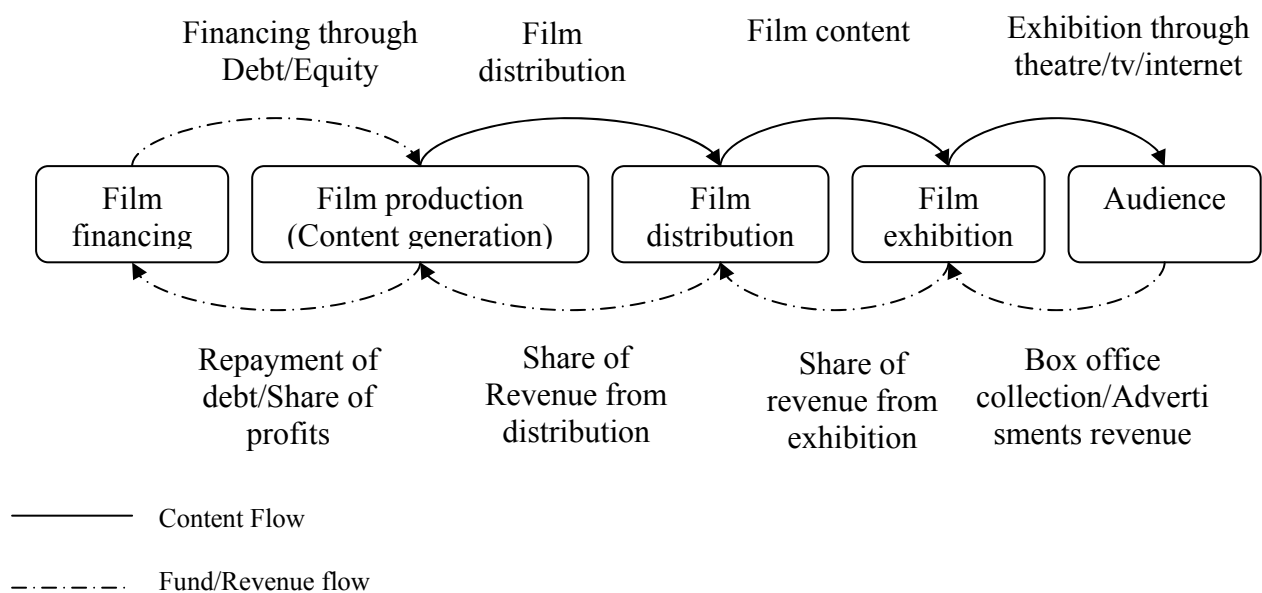 Financing through
Debt/Equity
Film
distribution
Film content
Exhibition through
theatre/tv/internet
Film
financing
Film production
(Content generation)
Film
distribution
Film
exhibition
Audience
Repayment of
debt/Share of
profits
Share of
Revenue from
distribution
Share of
revenue from
exhibition
Box office
collection/Adverti
sments revenue
Content Flow
Fund/Revenue flow